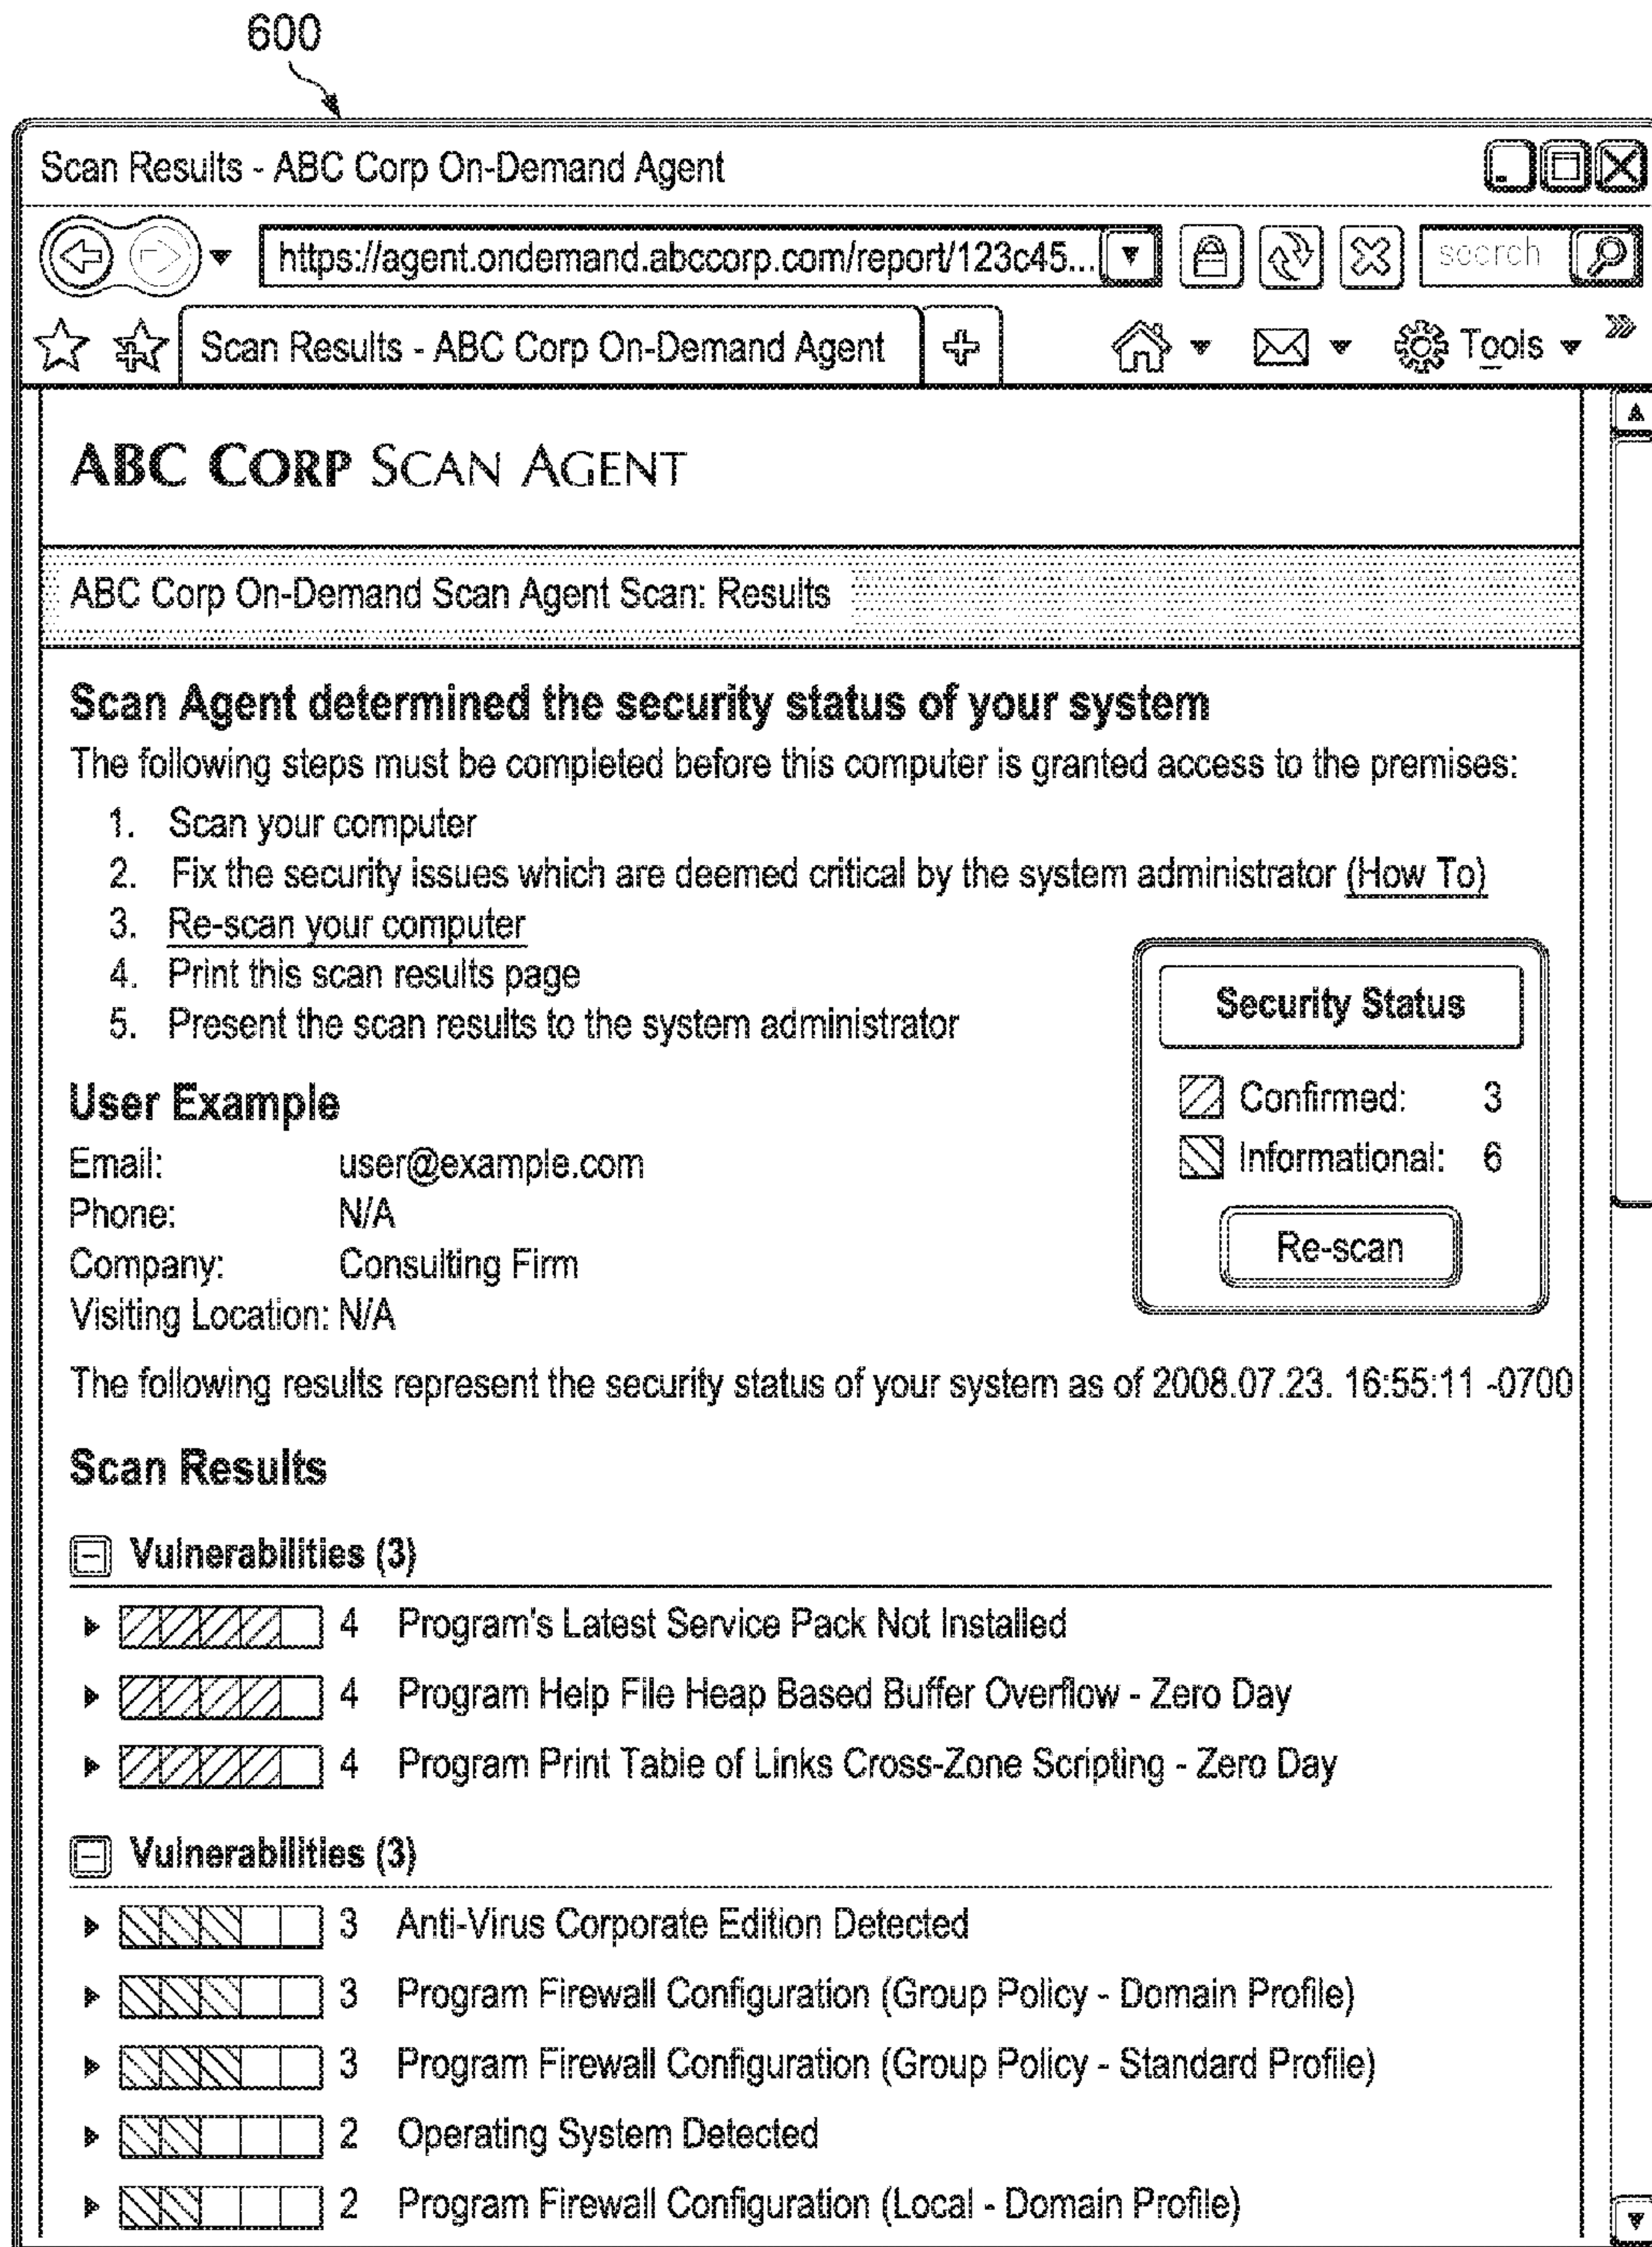 600
Scan Results - ABC Corp On-Demand Agent
https://agent.ondemand.abccorp.com/report/123c45...
search
Scan Results - ABC Corp On-Demand Agent
Tools
ABC CORP SCAN AGENT
ABC Corp On-Demand Scan Agent Scan: Results
Scan Agent determined the security status of your system
The following steps must be completed before this computer is granted access to the premises:
1. Scan your computer
2. Fix the security issues which are deemed critical by the system administrator (How To)
3. Re-scan your computer
4. Print this scan results page
5. Present the scan results to the system administrator
Security Status
Confirmed: 3
Informational: 6
Re-scan
User Example
Email: user@example.com
Phone: N/A
Company: Consulting Firm
Visiting Location: N/A
The following results represent the security status of your system as of 2008.07.23. 16:55:11 -0700
Scan Results
Vulnerabilities (3)
4 Program's Latest Service Pack Not Installed
4 Program Help File Heap Based Buffer Overflow - Zero Day
4 Program Print Table of Links Cross-Zone Scripting - Zero Day
Vulnerabilities (3)
3 Anti-Virus Corporate Edition Detected
3 Program Firewall Configuration (Group Policy - Domain Profile)
3 Program Firewall Configuration (Group Policy - Standard Profile)
2 Operating System Detected
2 Program Firewall Configuration (Local - Domain Profile)